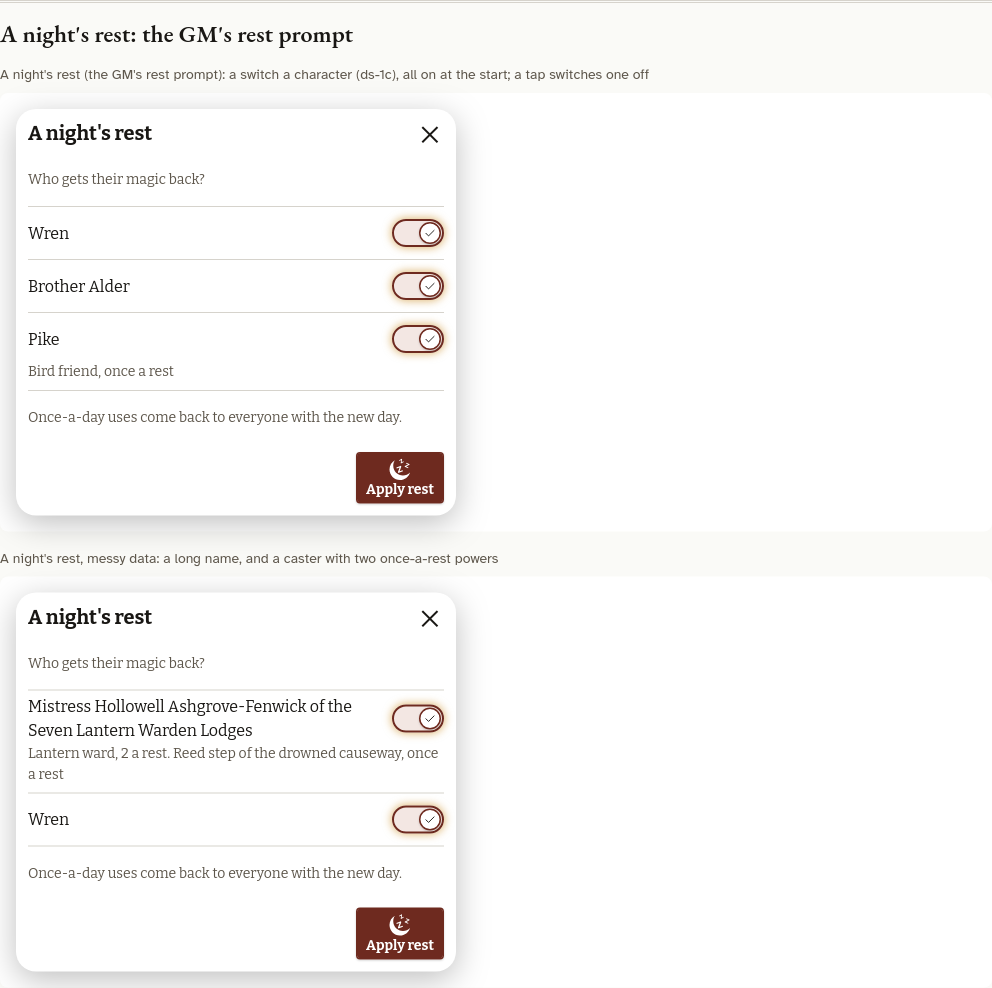 A night's rest: the GM's rest prompt
A night's rest (the GM's rest prompt): a switch a character (ds-1c), all on at the start; a tap switches one off
A night's rest
Who gets their magic back?
Wren
Brother Alder
Pike
Bird friend, once a rest
Once-a-day uses come back to everyone with the new day.
Apply rest
A night's rest, messy data: a long name, and a caster with two once-a-rest powers
A night's rest
Who gets their magic back?
Mistress Hollowell Ashgrove-Fenwick of the
Seven Lantern Warden Lodges
Lantern ward, 2 a rest. Reed step of the drowned causeway, once
a rest
Wren
Once-a-day uses come back to everyone with the new day.
Apply rest